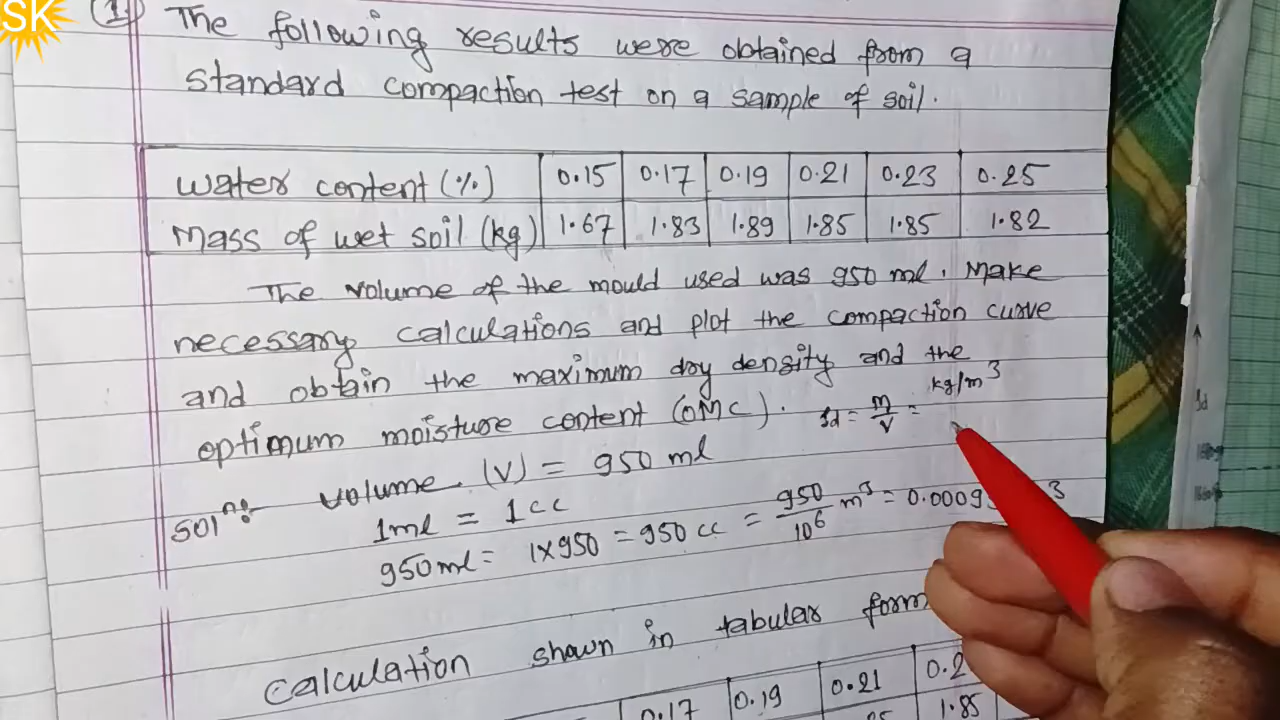 SK
(1) The following results were obtained from a
standard compaction test on a sample of soil.
Water content (%) 0.15 0.17 0.19 0.21 0.23 0.25
Mass of wet soil (kg) 1.67 1.83 1.89 1.85 1.85 1.82
The volume of the mould used was 950 ml. Make
necessary calculations and plot the compaction curve
and obtain the maximum dry density and the
optimum moisture content (OMC). = m/v = kg/m³
Solⁿ:- volume (V) = 950 ml
1ml = 1cc
950ml = 1×950 = 950 cc = 950/10⁶ m³ = 0.0009
Calculation shown in tabular form
0.17 0.19 0.21
1.85